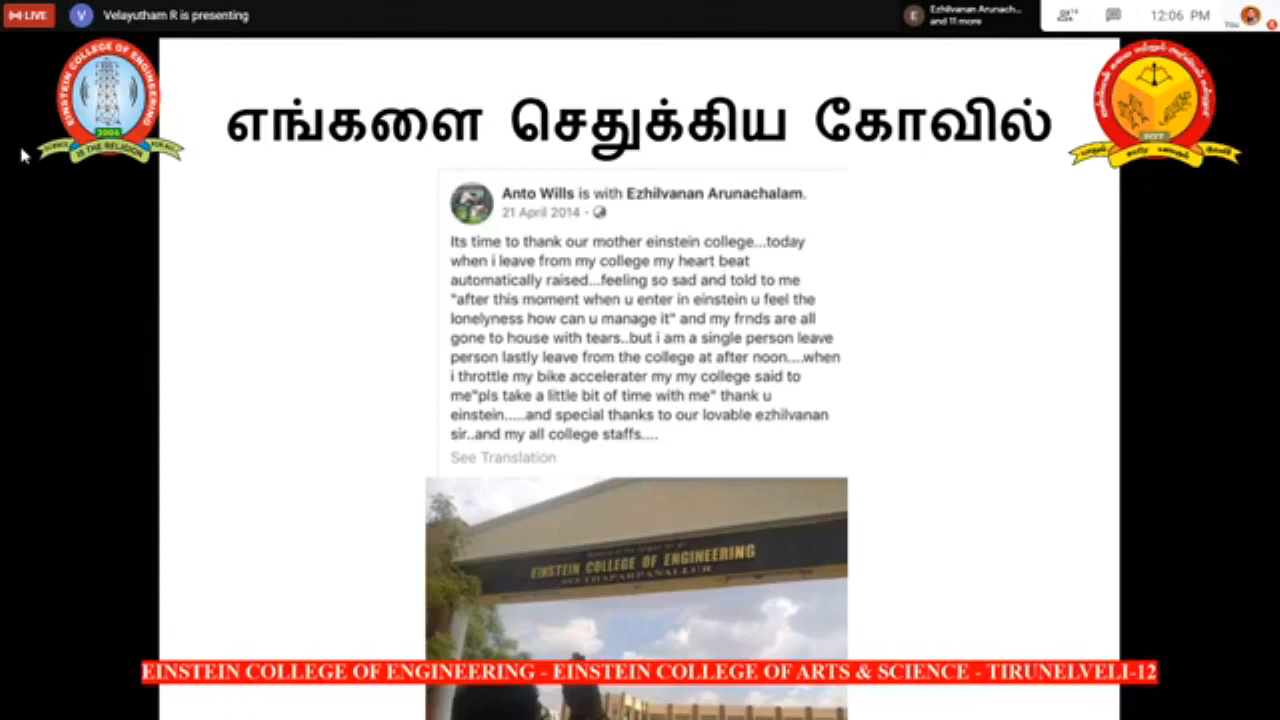 LIVE
V
Velayutham R is presenting
E
Ezhilvanan Arunach...
and 11 more
12:06 PM
You
EINSTEIN COLLEGE OF ENGINEERING
IS THE RELIGION
எங்களை செதுக்கிய கோவில்
2017
Anto Wills is with Ezhilvanan Arunachalam.
21 April 2014 -
Its time to thank our mother einstein college...today
when i leave from my college my heart beat
automatically raised...feeling so sad and told to me
"after this moment when u enter in einstein u feel the
lonelyness how can u manage it" and my frnds are all
gone to house with tears..but i am a single person leave
person lastly leave from the college at after noon....when
i throttle my bike accelerater my my college said to
me"pls take a little bit of time with me" thank u
einstein.....and special thanks to our lovable ezhilvanan
sir..and my all college staffs....
See Translation
EINSTEIN COLLEGE OF ENGINEERING
SEETHAPARPANALLUR
EINSTEIN COLLEGE OF ENGINEERING - EINSTEIN COLLEGE OF ARTS & SCIENCE - TIRUNELVELI-12